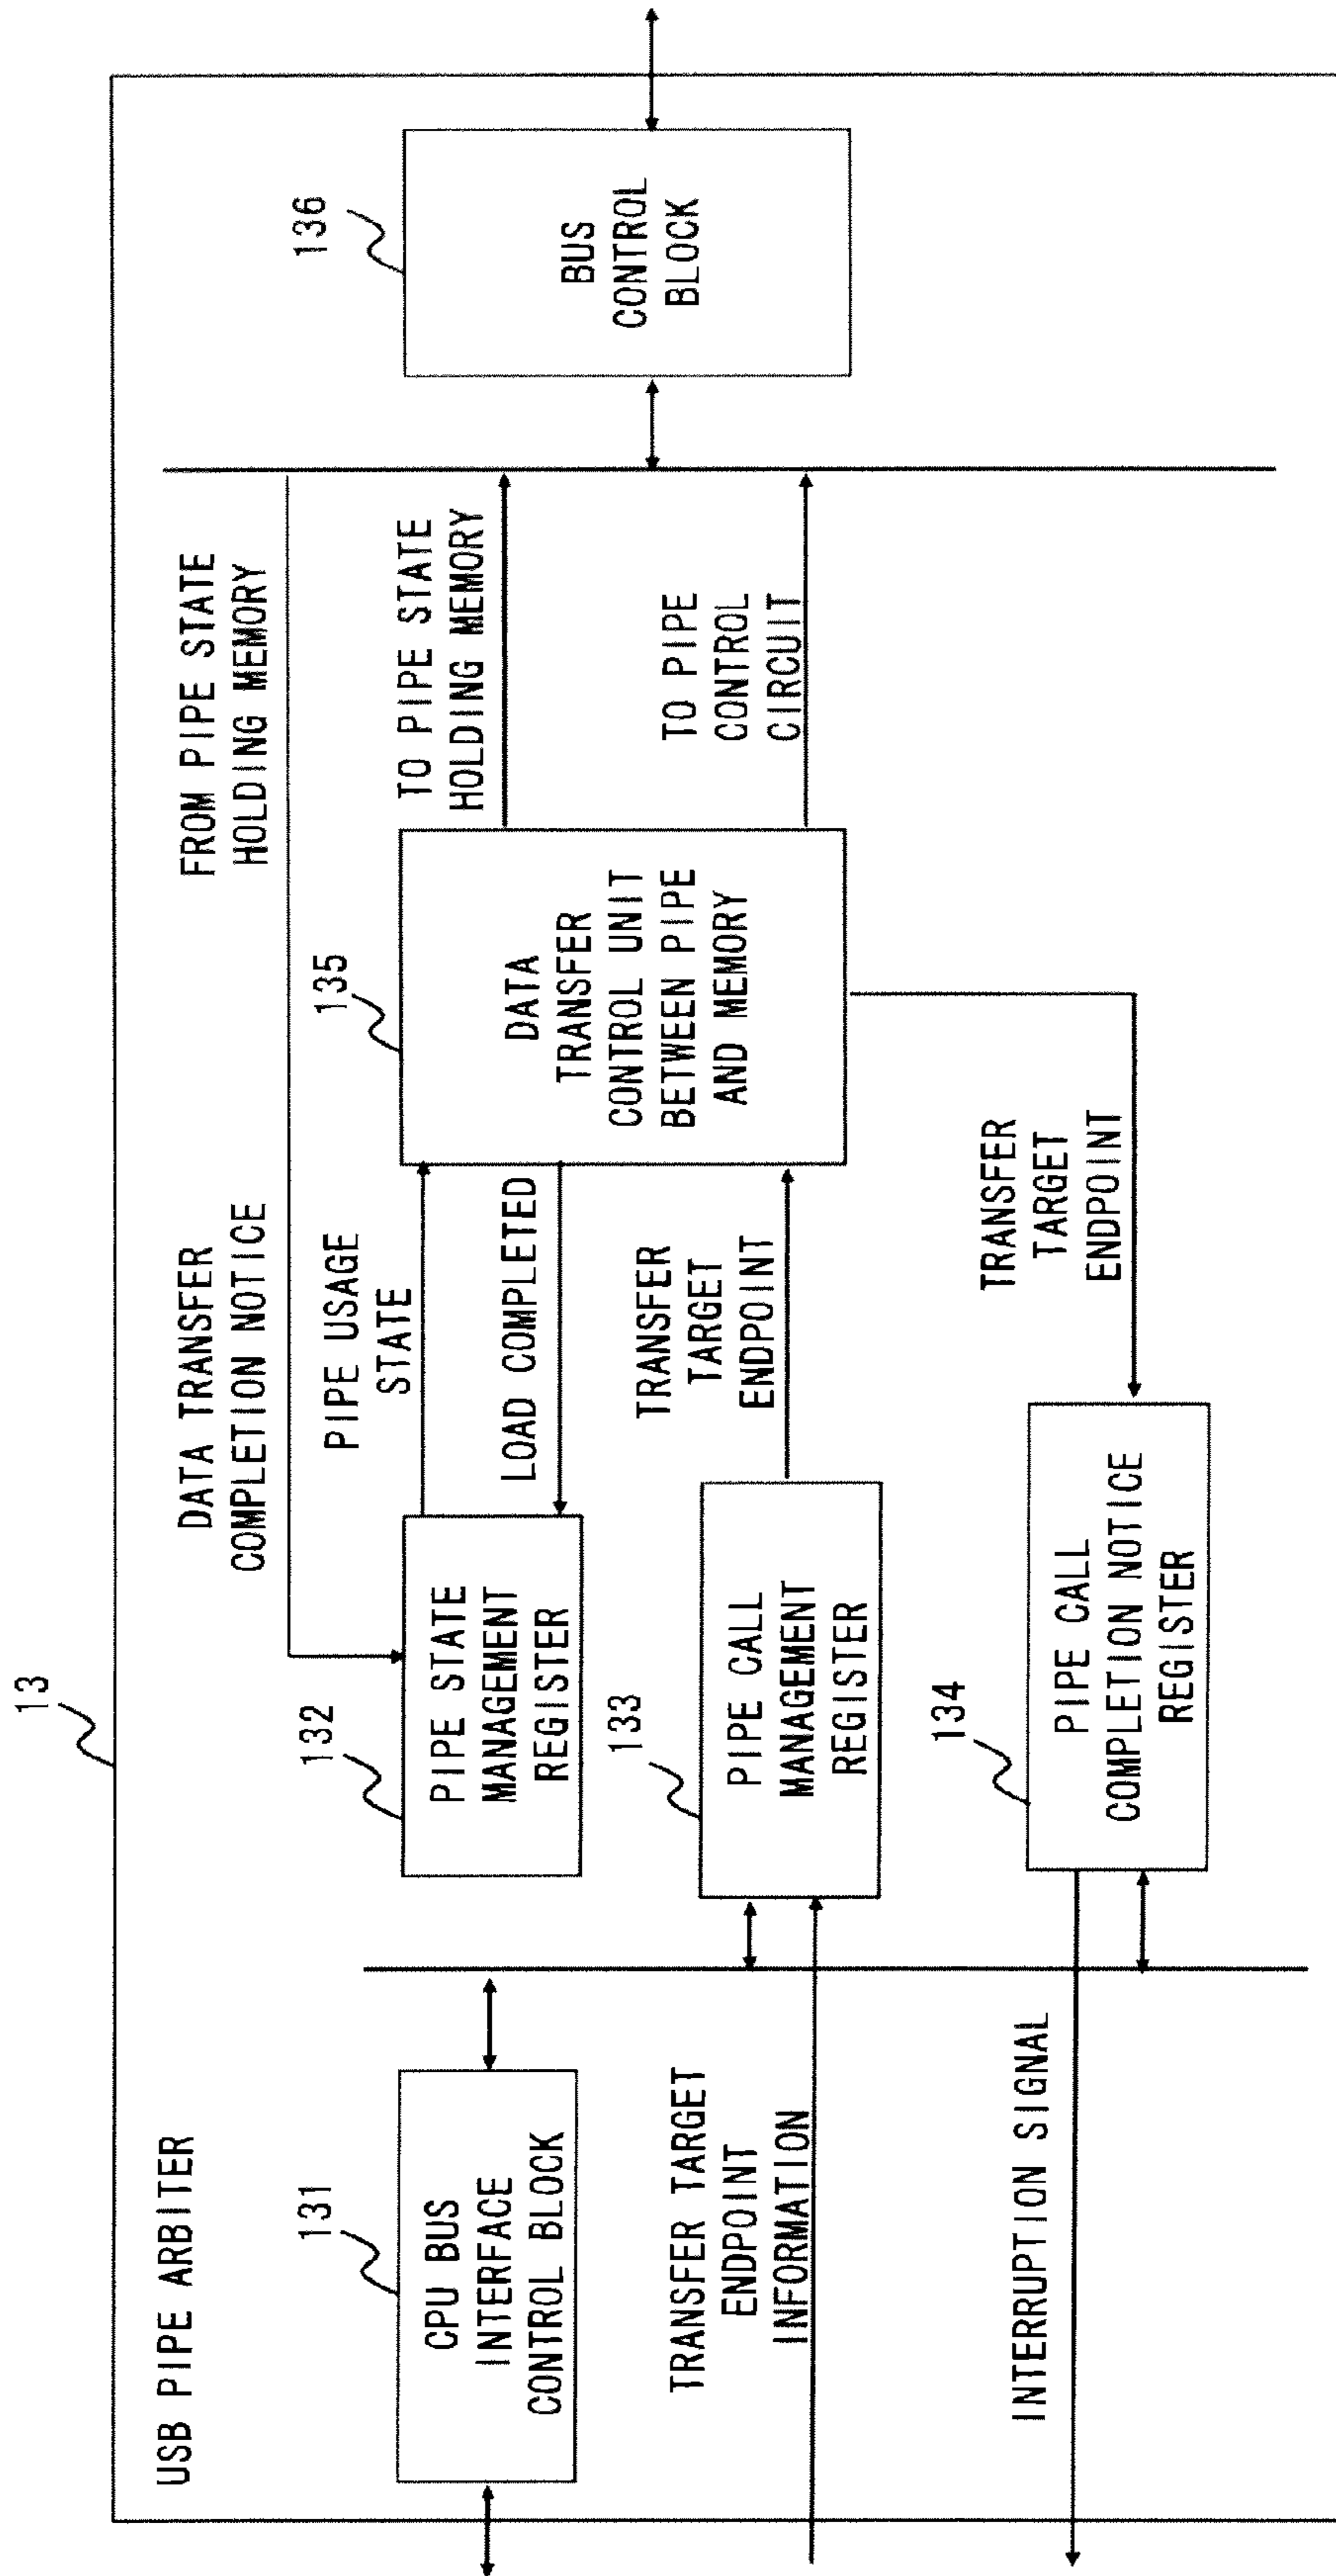 13
USB PIPE ARBITER
131
CPU BUS
INTERFACE
CONTROL BLOCK
TRANSFER TARGET
ENDPOINT
INFORMATION
INTERRUPTION SIGNAL
132
PIPE STATE
MANAGEMENT
REGISTER
133
PIPE CALL
MANAGEMENT
REGISTER
134
PIPE CALL
COMPLETION NOTICE
REGISTER
DATA TRANSFER
COMPLETION NOTICE
PIPE USAGE
STATE
LOAD COMPLETED
TRANSFER
TARGET
ENDPOINT
TRANSFER
TARGET
ENDPOINT
135
DATA
TRANSFER
CONTROL UNIT
BETWEEN PIPE
AND MEMORY
FROM PIPE STATE
HOLDING MEMORY
TO PIPE STATE
HOLDING MEMORY
TO PIPE
CONTROL
CIRCUIT
136
BUS
CONTROL
BLOCK